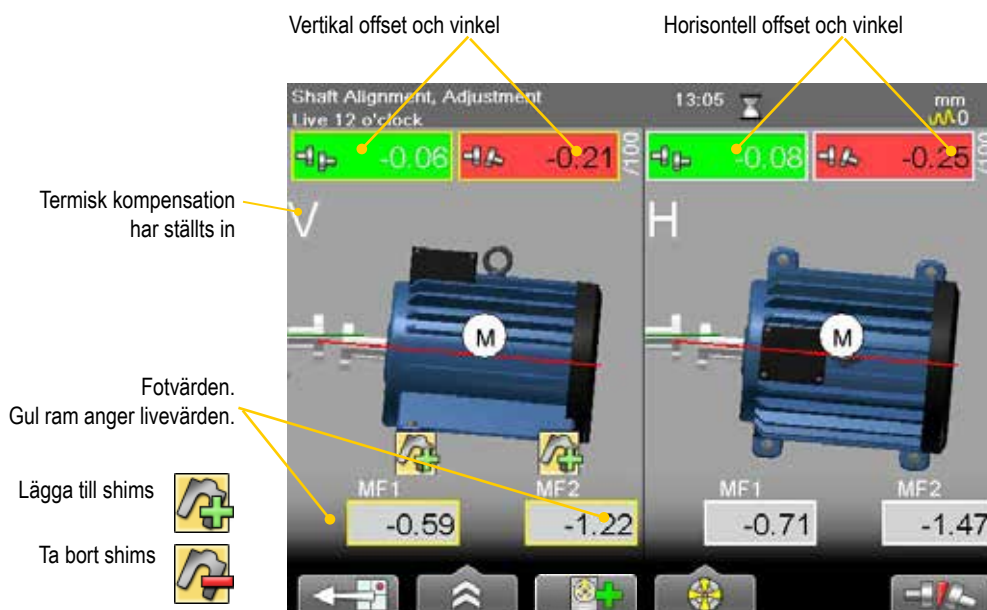 Vertikal offset och vinkel
Horisontell offset och vinkel
Shaft Alignment, Adjustment
Live 12 o'clock
13:05
mm
0
-0.06
-0.21
/100
-0.08
-0.25
/100
Termisk kompensation
har ställts in
V
H
M
M
Fotvärden.
Gul ram anger livevärden.
MF1
MF2
MF1
MF2
-0.59
-1.22
-0.71
-1.47
Lägga till shims
Ta bort shims